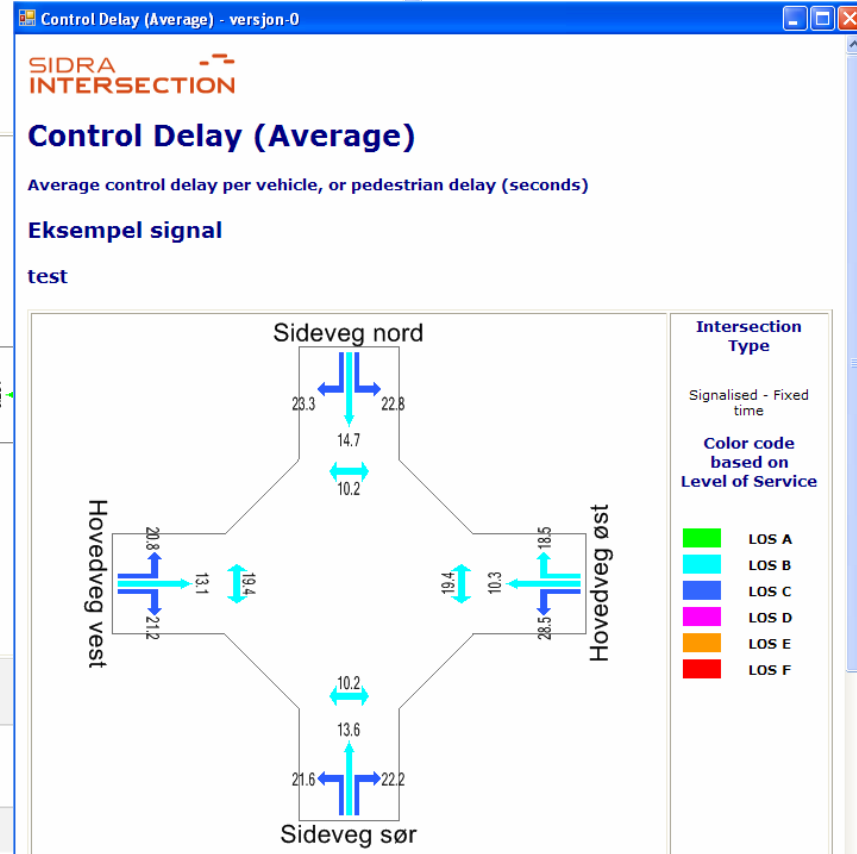 Control Delay (Average) - versjon-0
SIDRA
INTERSECTION
Control Delay (Average)
Average control delay per vehicle, or pedestrian delay (seconds)
Eksempel signal
test
Sideveg nord
23.3
22.8
14.7
10.2
Hovedveg vest
20.8
13.1
19.4
21.2
19.4
10.3
18.5
28.5
Hovedveg øst
10.2
13.6
21.6
22.2
Sideveg sør
Intersection
Type
Signalised - Fixed
time
Color code
based on
Level of Service
LOS A
LOS B
LOS C
LOS D
LOS E
LOS F